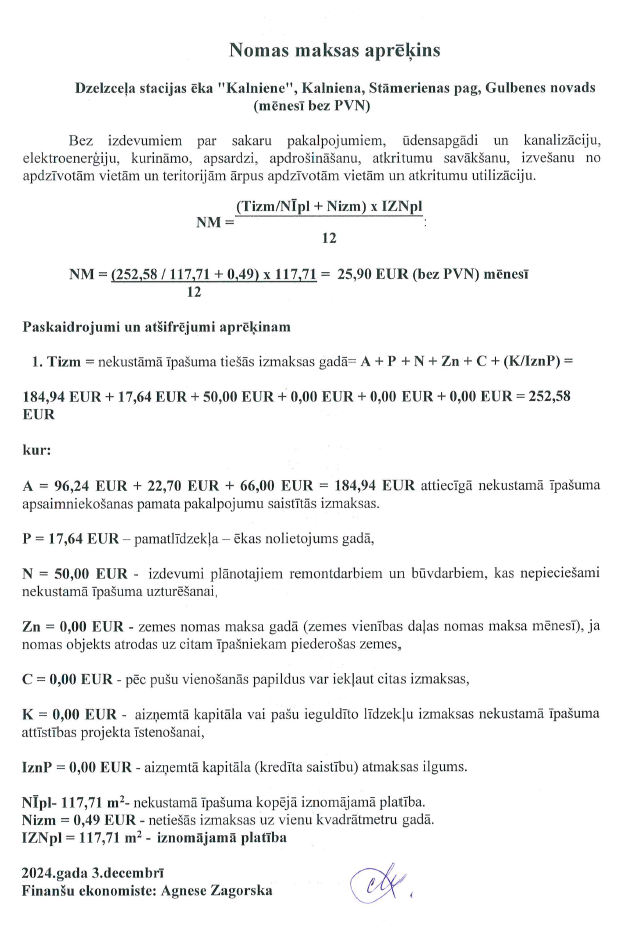 Nomas maksas aprēķins
Dzelzceļa stacijas ēka "Kalniene", Kalniena, Stāmerienas pag, Gulbenes novads
(mēnesī bez PVN)
Bez izdevumiem par sakaru pakalpojumiem, ūdensapgādi un kanalizāciju,
elektroenerģiju, kurināmo, apsardzi, apdrošināšanu, atkritumu savākšanu, izvešanu no
apdzīvotām vietām un teritorijām ārpus apdzīvotām vietām un atkritumu utilizāciju.
(Tizm/NĪpl + Nizm) x IZNpl
NM = :
12
NM = (252,58 / 117,71 + 0,49) x 117,71 = 25,90 EUR (bez PVN) mēnesī
12
Paskaidrojumi un atšifrējumi aprēķinam
1. Tizm = nekustāmā īpašuma tiešās izmaksas gadā= A + P + N + Zn + C + (K/IznP) =
184,94 EUR + 17,64 EUR + 50,00 EUR + 0,00 EUR + 0,00 EUR + 0,00 EUR = 252,58
EUR
kur:
A = 96,24 EUR + 22,70 EUR + 66,00 EUR = 184,94 EUR attiecīgā nekustamā īpašuma
apsaimniekošanas pamata pakalpojumu saistītās izmaksas.
P = 17,64 EUR – pamatlīdzekļa – ēkas nolietojums gadā,
N = 50,00 EUR - izdevumi plānotajiem remontdarbiem un būvdarbiem, kas nepieciešami
nekustamā īpašuma uzturēšanai,
Zn = 0,00 EUR - zemes nomas maksa gadā (zemes vienības daļas nomas maksa mēnesī), ja
nomas objekts atrodas uz citam īpašniekam piederošas zemes,
C = 0,00 EUR - pēc pušu vienošanās papildus var iekļaut citas izmaksas,
K = 0,00 EUR - aizņemtā kapitāla vai pašu ieguldīto līdzekļu izmaksas nekustamā īpašuma
attīstības projekta īstenošanai,
IznP = 0,00 EUR - aizņemtā kapitāla (kredīta saistību) atmaksas ilgums.
NĪpl- 117,71 m²- nekustamā īpašuma kopējā iznomājamā platība.
Nizm = 0,49 EUR - netiešās izmaksas uz vienu kvadrātmetru gadā.
IZNpl = 117,71 m² - iznomājamā platība
2024.gada 3.decembrī
Finanšu ekonomiste: Agnese Zagorska